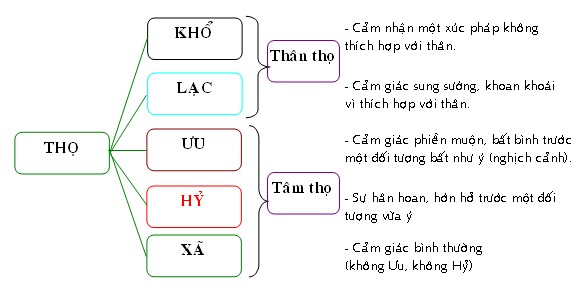 THỌ
KHỔ
LẠC
ƯU
HỶ
XÃ
Thân thọ
Tâm thọ
- Cảm nhận một xúc pháp không
thích hợp với thân.
- Cảm giác sung sướng, khoan khoái
vì thích hợp với thân.
- Cảm giác phiền muộn, bất bình trước
một đối tượng bất như ý (nghịch cảnh).
- Sự hân hoan, hớn hở trước một đối
tượng vừa ý
- Cảm giác bình thường
(không Ưu, không Hỷ)